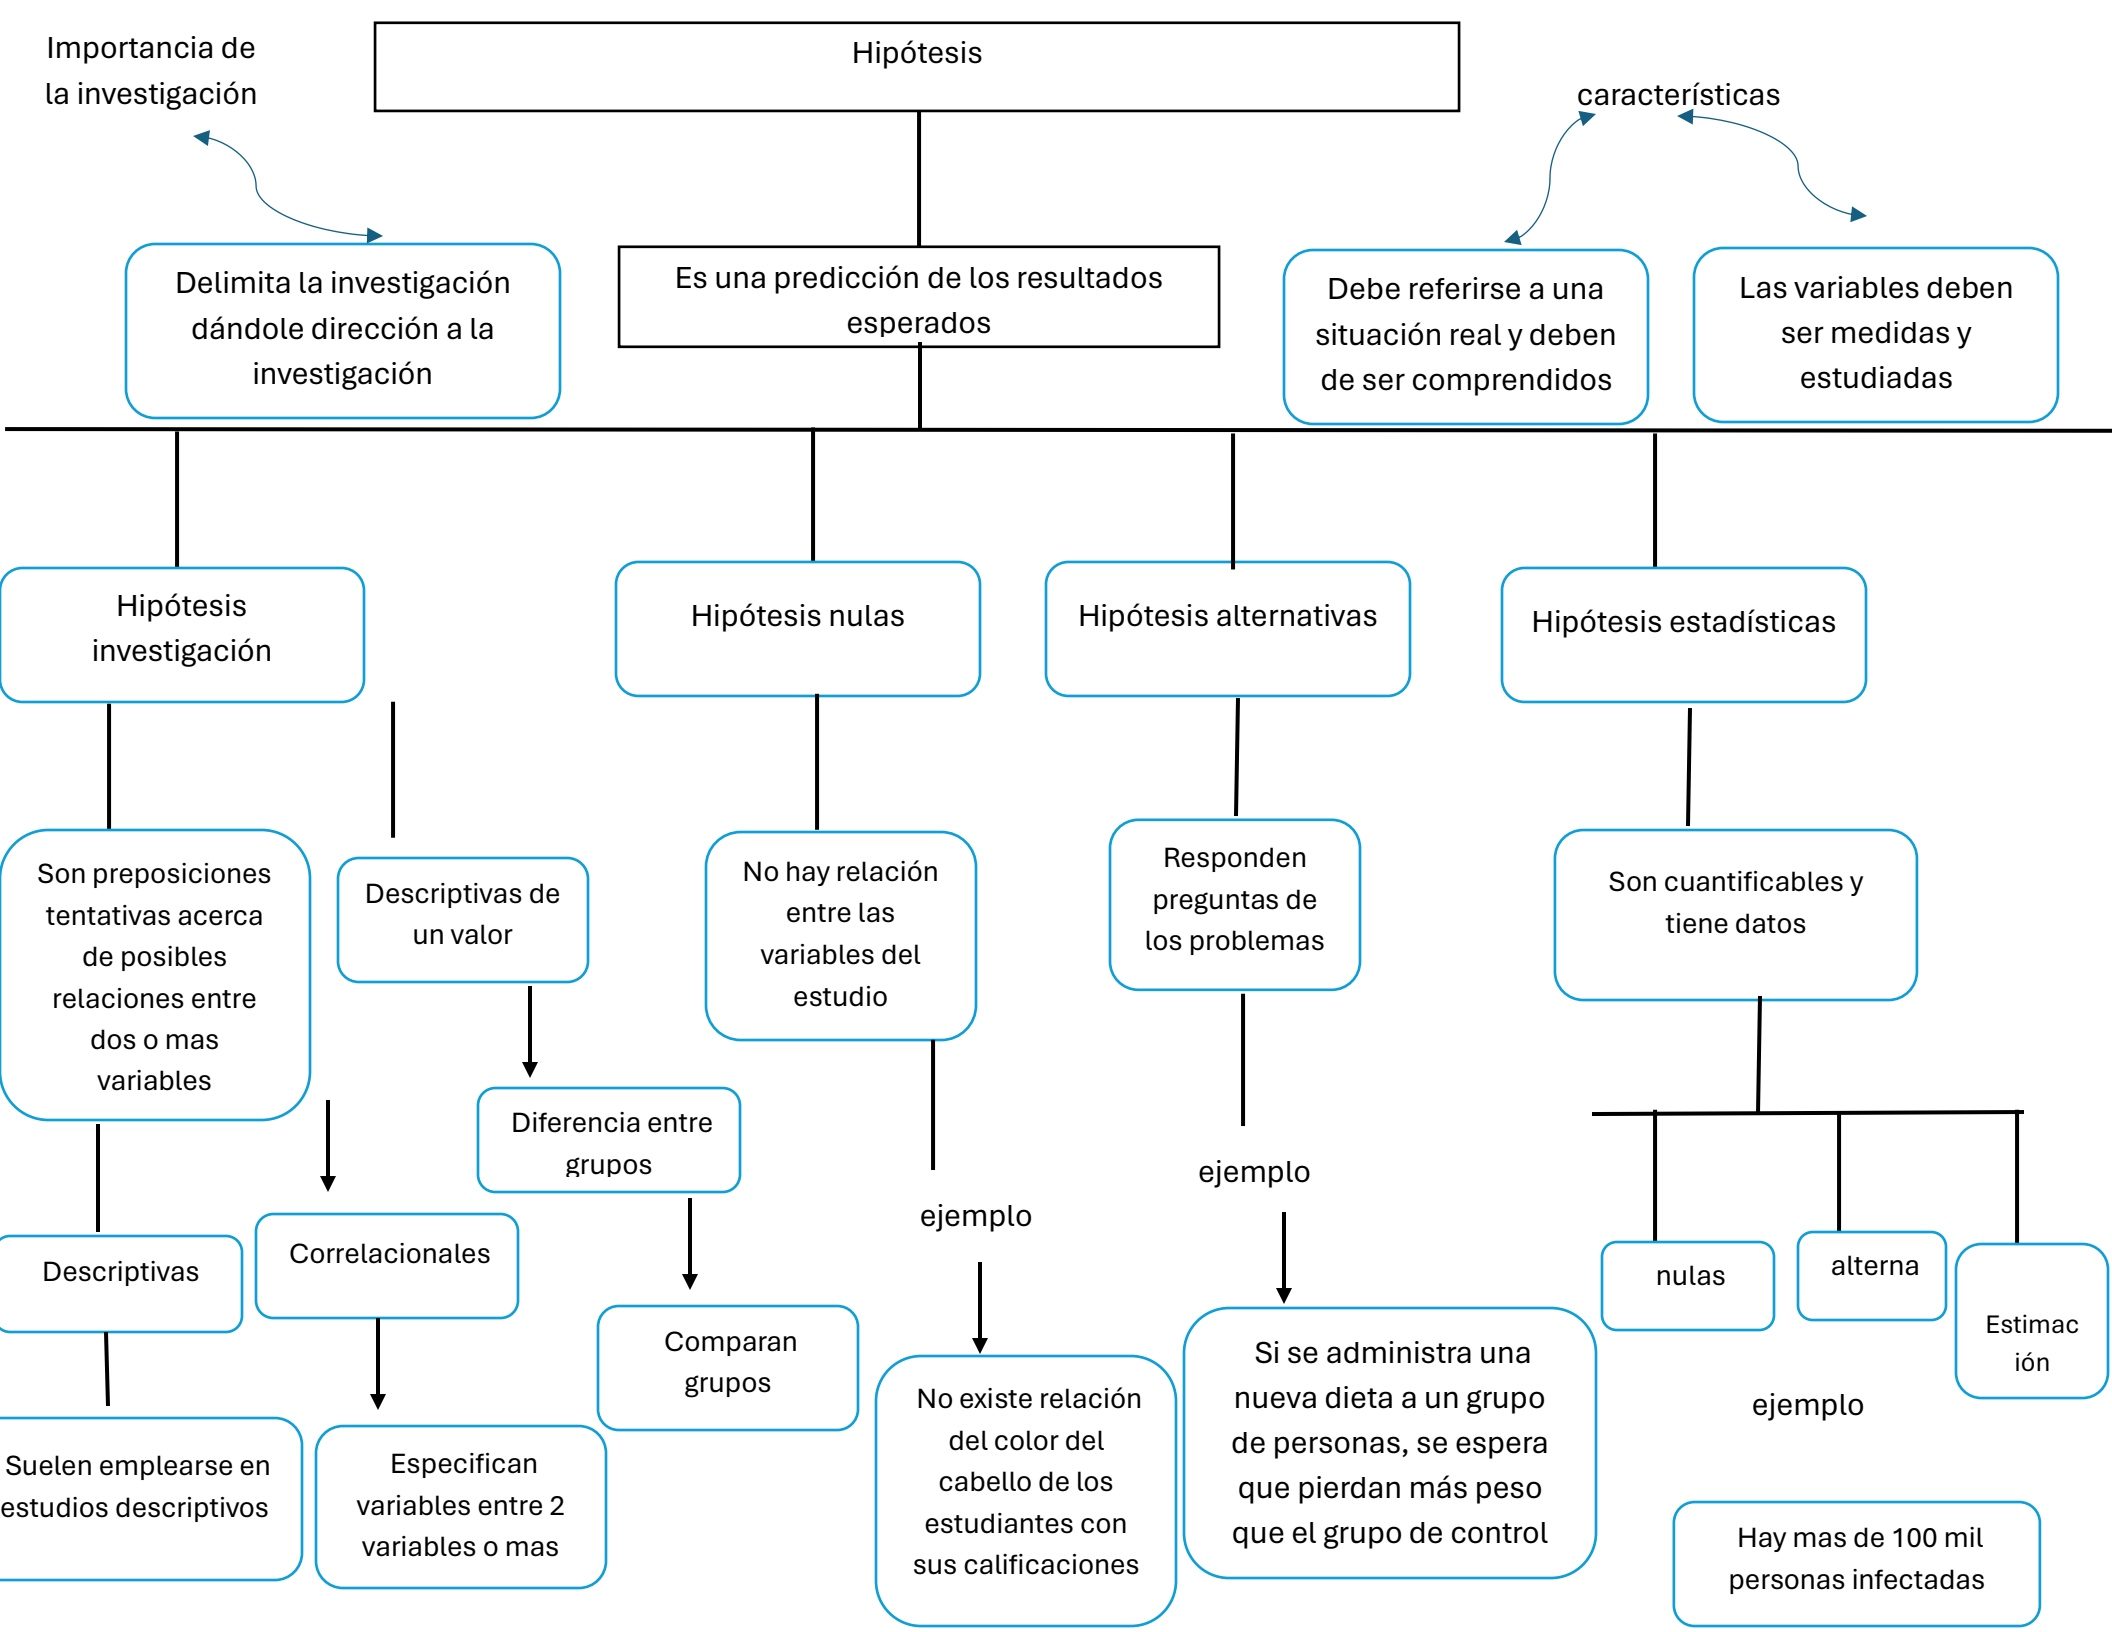 Importancia de
la investigación
Hipótesis
características
Delimita la investigación
dándole dirección a la
investigación
Es una predicción de los resultados
esperados
Debe referirse a una
situación real y deben
de ser comprendidos
Las variables deben
ser medidas y
estudiadas
Hipótesis
investigación
Hipótesis nulas
Hipótesis alternativas
Hipótesis estadísticas
Son preposiciones
tentativas acerca
de posibles
relaciones entre
dos o mas
variables
Descriptivas de
un valor
No hay relación
entre las
variables del
estudio
Responden
preguntas de
los problemas
Son cuantificables y
tiene datos
Diferencia entre
grupos
ejemplo
ejemplo
Descriptivas
Correlacionales
Comparan
grupos
nulas
alterna
Estimac
ión
Suelen emplearse en
estudios descriptivos
Especifican
variables entre 2
variables o mas
No existe relación
del color del
cabello de los
estudiantes con
sus calificaciones
Si se administra una
nueva dieta a un grupo
de personas, se espera
que pierdan más peso
que el grupo de control
ejemplo
Hay mas de 100 mil
personas infectadas